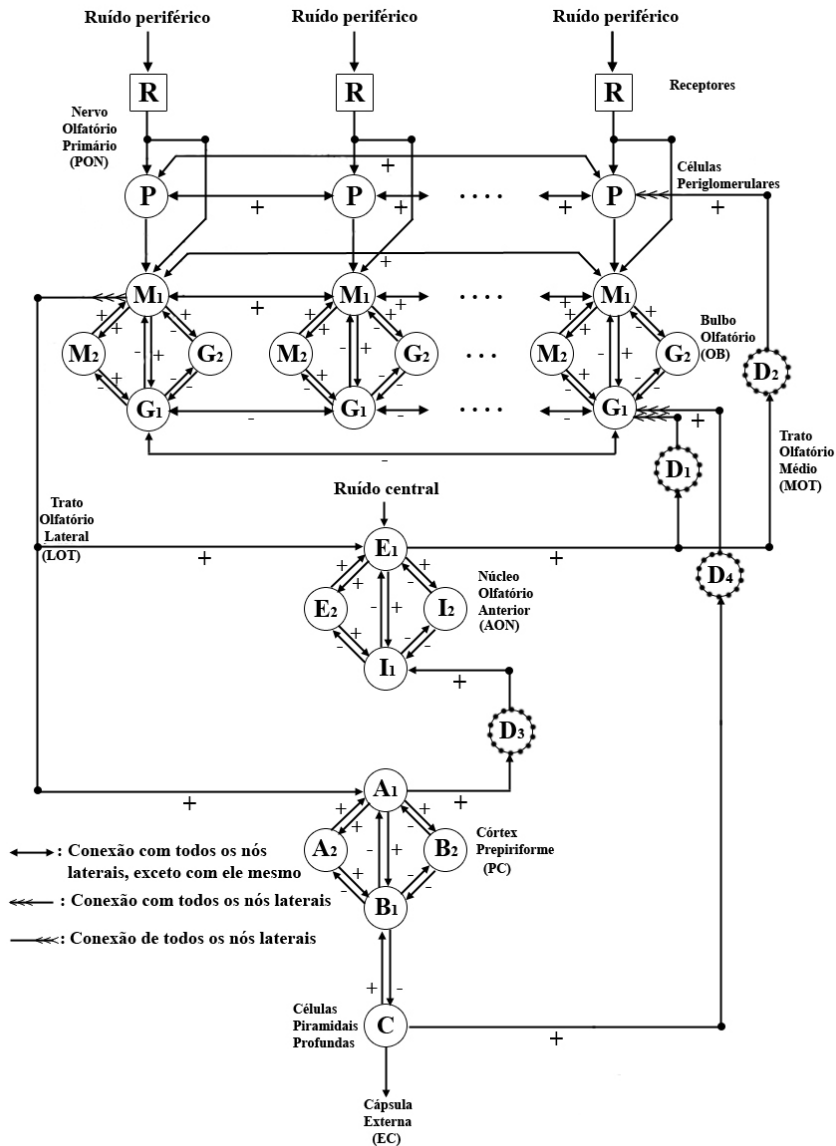 Ruído periférico
Ruído periférico
Ruído periférico
R
R
R
Receptores
Nervo
Olfatório
Primário
(PON)
+
P
P
P
Células
Periglomerulares
+
+
+
+
+
M1
M1
M1
+
+ + - -
+ + - -
+ + - -
M2
- +
G2
M2
- +
G2
. . .
M2
- +
G2
Bulbo
Olfatório
(OB)
D2
+ - - -
+ - - -
+ - - -
G1
G1
G1
-
-
-
+
-
D1
Trato
Olfatório
Médio
(MOT)
Ruído central
Trato
Olfatório
Lateral
(LOT)
+
E1
+
D4
+ + - -
E2
- +
I2
Núcleo
Olfatório
Anterior
(AON)
+ - - -
I1
+
D3
+
A1
+
+ + - -
A2
- +
B2
Córtex
Prepiriforme
(PC)
+ - - -
B1
: Conexão com todos os nós
laterais, exceto com ele mesmo
: Conexão com todos os nós laterais
: Conexão de todos os nós laterais
+ -
Células
Piramidais
Profundas
C
+
Cápsula
Externa
(EC)